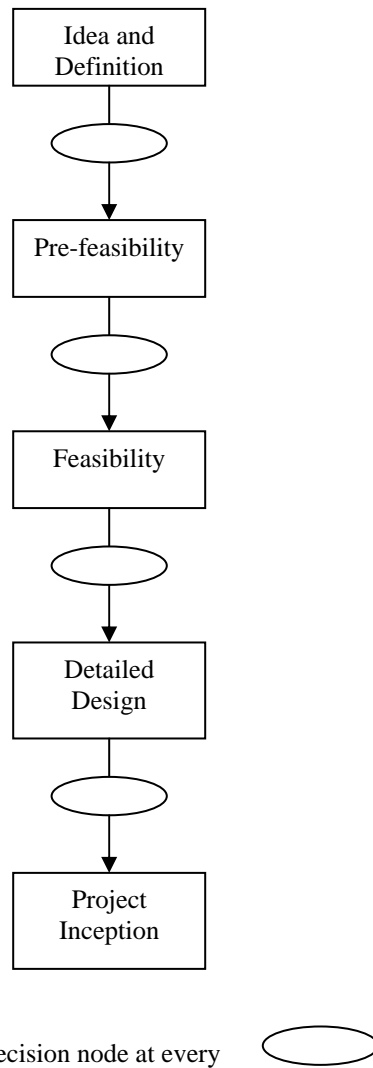 Idea and
Definition
Pre-feasibility
Feasibility
Detailed
Design
Project
Inception
ecision node at every